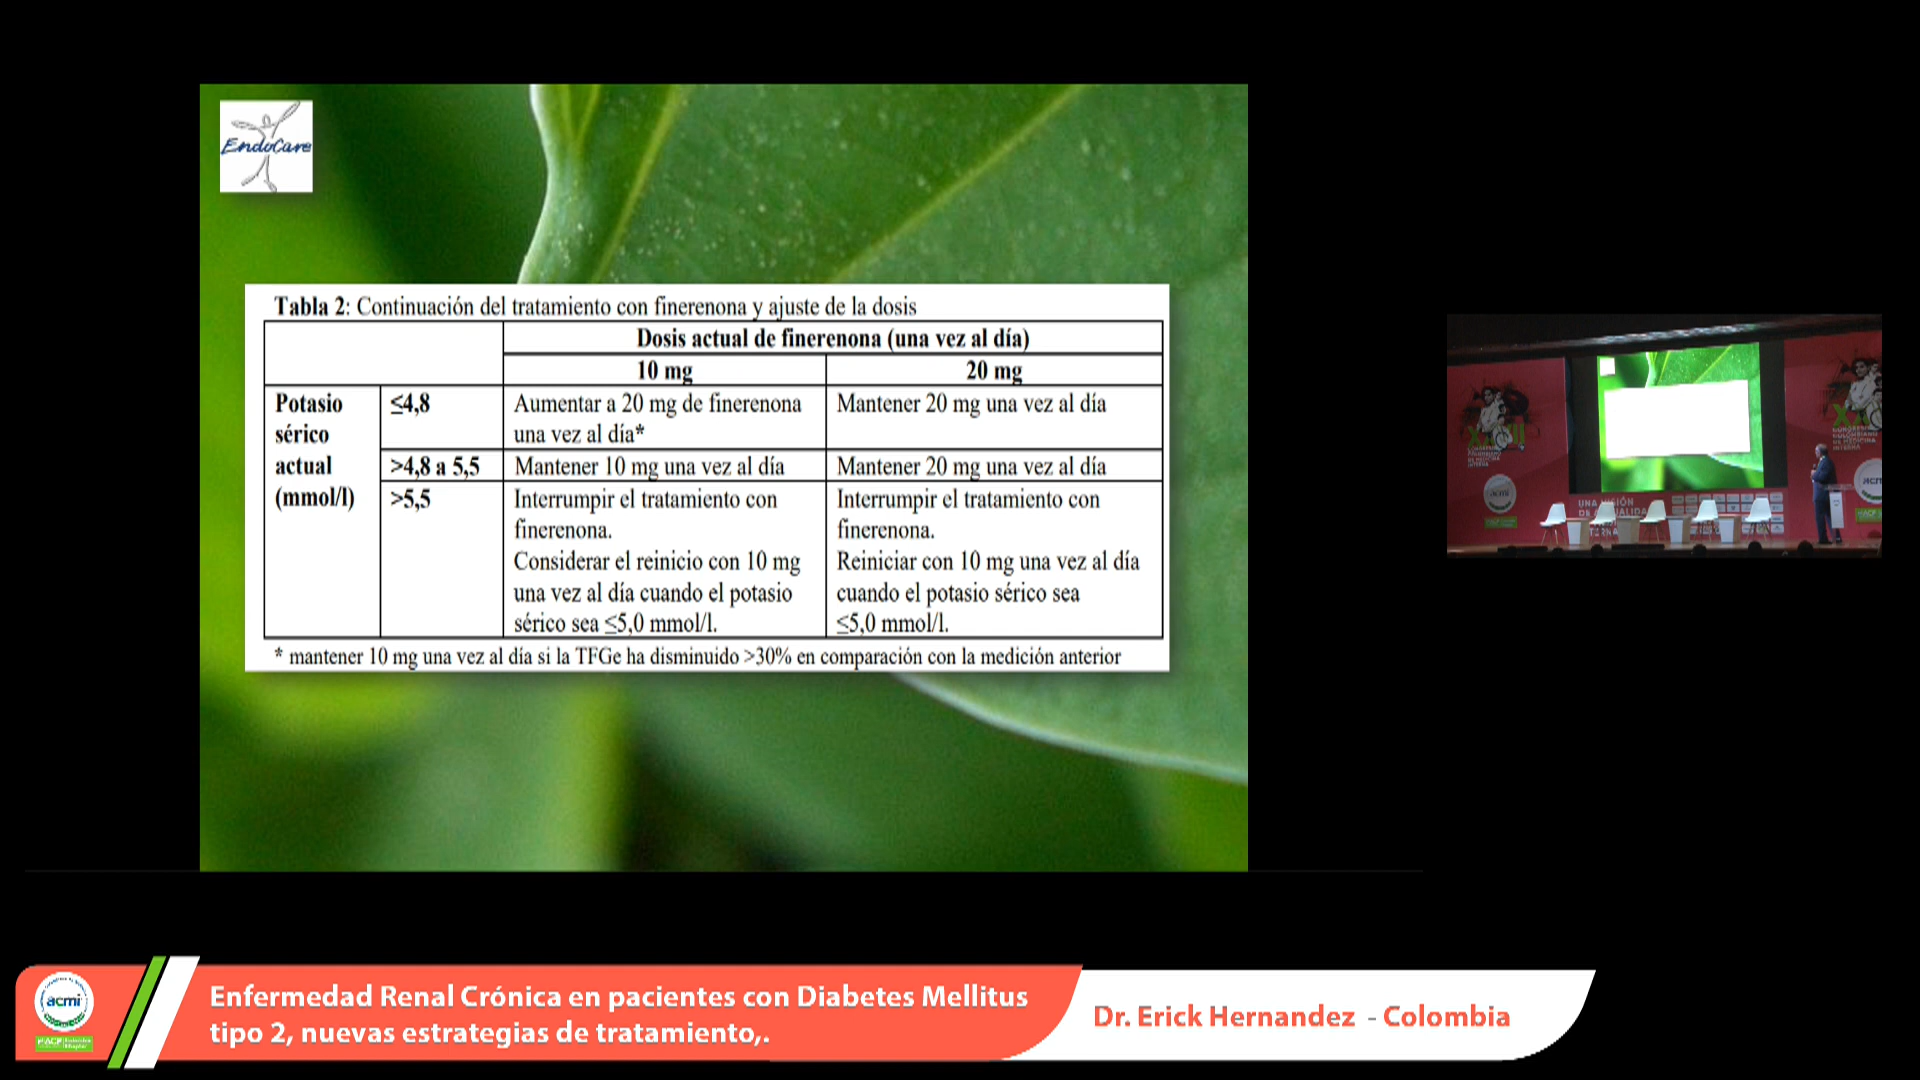 EndoCare
Tabla 2: Continuación del tratamiento con finerenona y ajuste de la dosis
Dosis actual de finerenona (una vez al día)
10 mg
20 mg
Potasio sérico actual (mmol/l)
≤4,8
Aumentar a 20 mg de finerenona
una vez al día*
Mantener 20 mg una vez al día
>4,8 a 5,5
Mantener 10 mg una vez al día
Mantener 20 mg una vez al día
>5,5
Interrumpir el tratamiento con
finerenona.
Considerar el reinicio con 10 mg
una vez al día cuando el potasio
sérico sea ≤5,0 mmol/l.
Interrumpir el tratamiento con
finerenona.
Reiniciar con 10 mg una vez al día
cuando el potasio sérico sea
≤5,0 mmol/l.
* mantener 10 mg una vez al día si la TFGe ha disminuido >30% en comparación con la medición anterior
acmi
Enfermedad Renal Crónica en pacientes con Diabetes Mellitus
tipo 2, nuevas estrategias de tratamiento,.
Dr. Erick Hernandez - Colombia